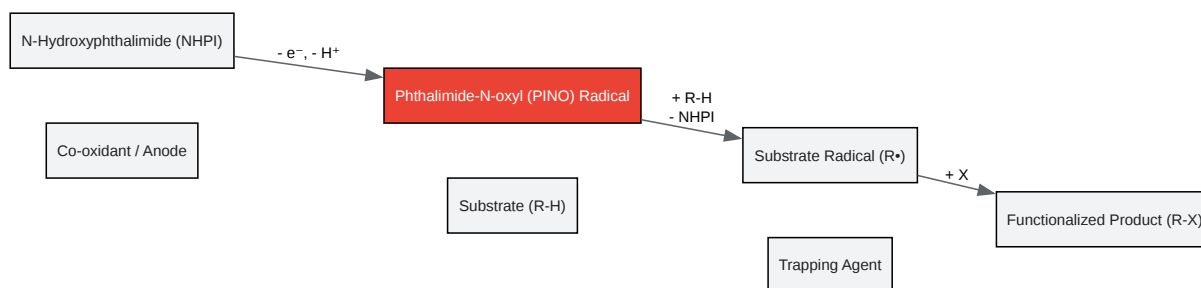 N-Hydroxyphthalimide (NHPI)
- e⁻, - H⁺
Phthalimide-N-oxyl (PINO) Radical
+ R-H
- NHPI
Co-oxidant / Anode
Substrate Radical (R•)
+ X
Substrate (R-H)
Functionalized Product (R-X)
Trapping Agent